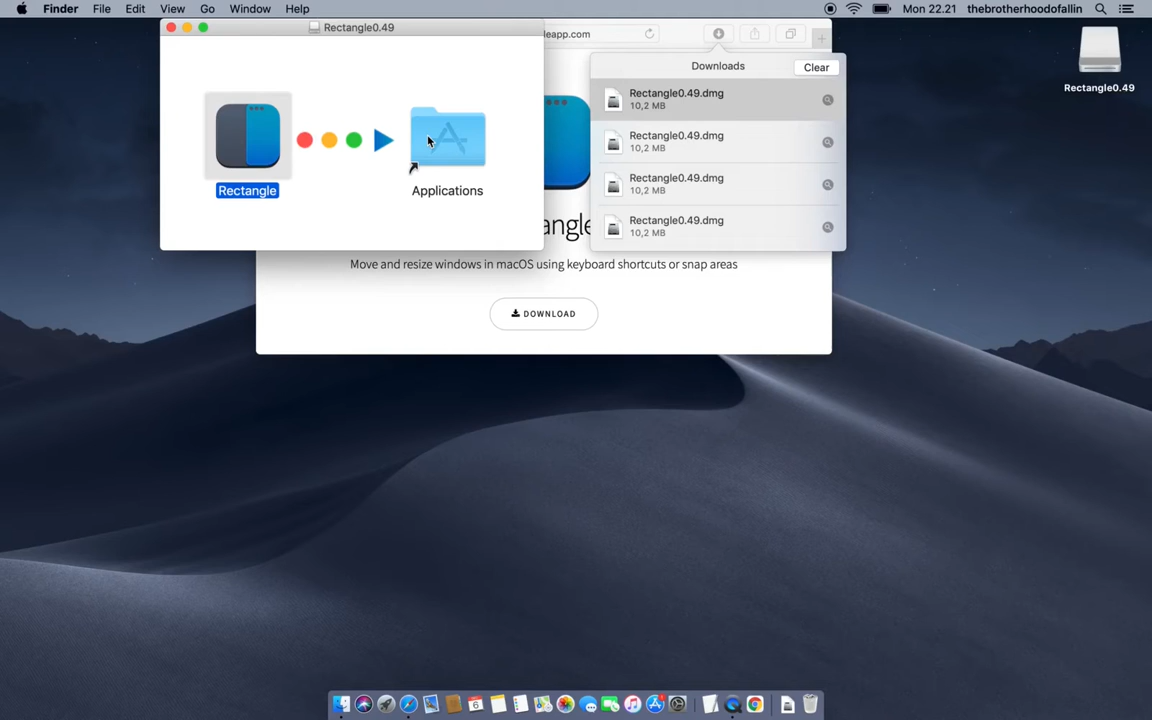 Finder File Edit View Go Window Help Mon 22.21 thebrotherhoodofallin
Rectangle0.49
leapp.com
Downloads Clear
Rectangle0.49.dmg
10,2 MB
Rectangle0.49.dmg
10,2 MB
Rectangle0.49.dmg
10,2 MB
Rectangle0.49.dmg
10,2 MB
Rectangle0.49
Rectangle
Applications
angle
Move and resize windows in macOS using keyboard shortcuts or snap areas
DOWNLOAD
6